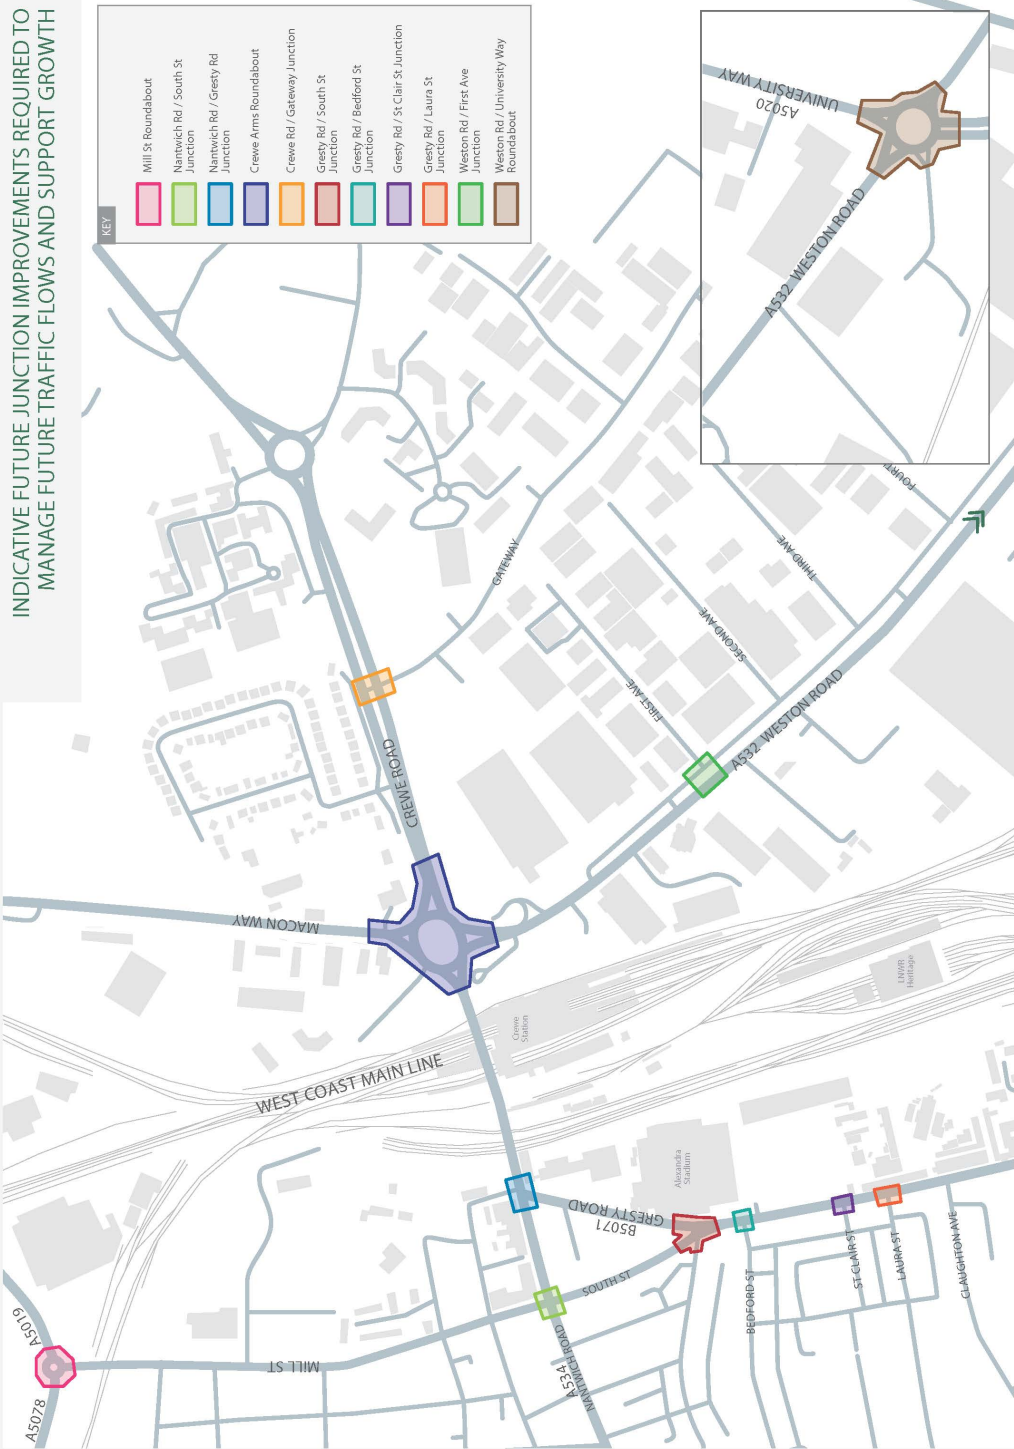 INDICATIVE FUTURE JUNCTION IMPROVEMENTS REQUIRED TO
MANAGE FUTURE TRAFFIC FLOWS AND SUPPORT GROWTH
KEY
Mill St Roundabout
Nantwich Rd / South St
Junction
Nantwich Rd / Gresty Rd
Junction
Crewe Arms Roundabout
Crewe Rd / Gateway Junction
Gresty Rd / South St
Junction
Gresty Rd / Bedford St
Junction
Gresty Rd / St Clair St Junction
Gresty Rd / Laura St
Junction
Weston Rd / First Ave
Junction
Weston Rd / University Way
Roundabout
A5019
A5078
MILL ST
MACON WAY
WEST COAST MAIN LINE
CREWE ROAD
GATEWAY
Crewe
Station
A534
NANTWICH ROAD
SOUTH ST
B5071
GRESTY ROAD
Alexandra
Stadium
BEDFORD ST
ST CLAIR ST
LAURA ST
CLAUGHTON AVE
LNWR
Heritage
FIRST AVE
SECOND AVE
THIRD AVE
FOURT
A532 WESTON ROAD
A532 WESTON ROAD
A5020
UNIVERSITY WAY